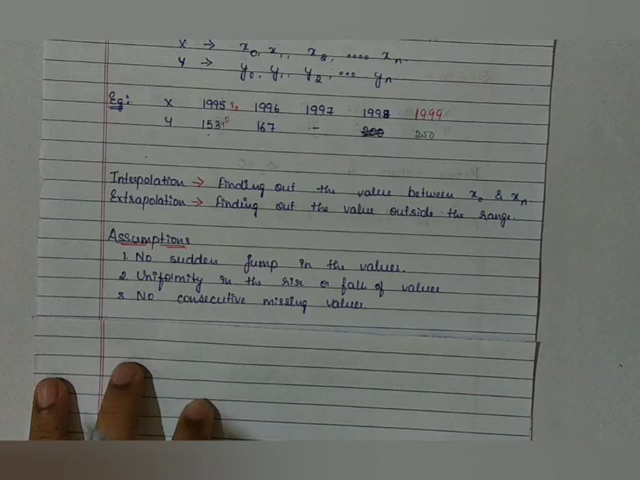 X → x₀, x₁, x₂, .... xₙ
Y → y₀, y₁, y₂, ... yₙ
Eg: X 1995 x₀ 1996 1997 1998 1999
Y 153 y₀ 167 - 200 250
Interpolation → Finding out the value between x₀ & xₙ.
Extrapolation → Finding out the value outside the range.
Assumptions
1. No sudden jump in the values.
2. Uniformity in the rise or fall of values
3. No consecutive missing values.